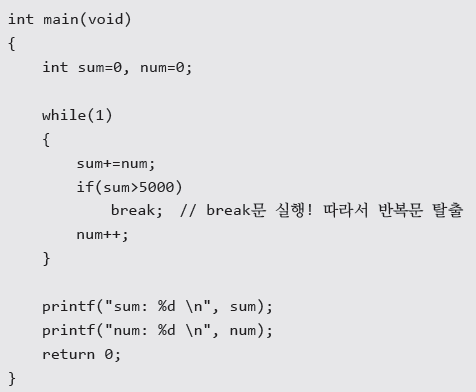 int main(void)
{
    int sum=0, num=0;

    while(1)
    {
        sum+=num;
        if(sum>5000)
            break;  // break문 실행! 따라서 반복문 탈출
        num++;
    }

    printf("sum: %d \n", sum);
    printf("num: %d \n", num);
    return 0;
}